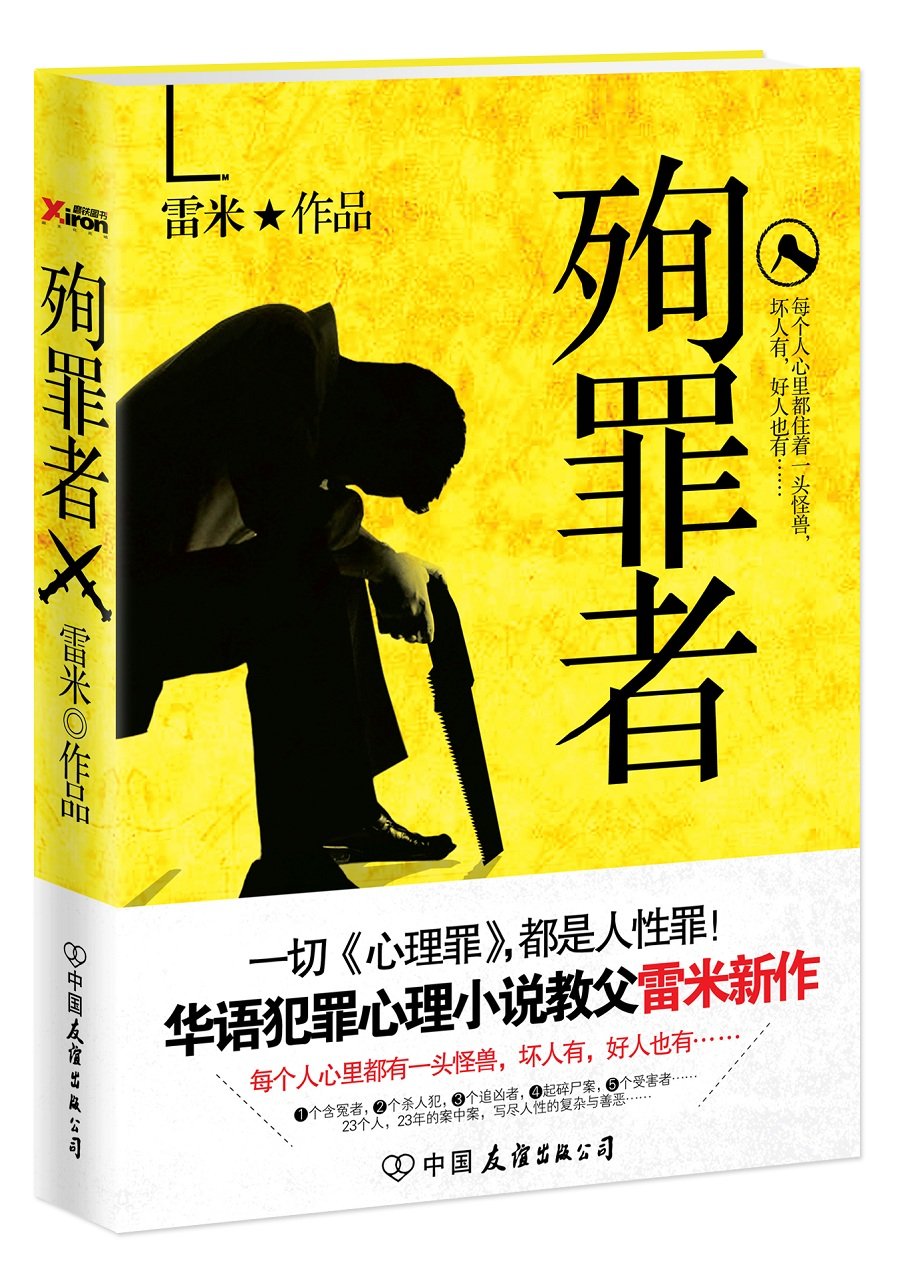 L
M
雷米★作品
殉罪者
每个人心里都住着一头怪兽,
坏人有,好人也有……
磨铁图书
Xiron
殉罪者
雷米◎作品
中国友谊出版公司
一切《心理罪》,都是人性罪!
华语犯罪心理小说教父雷米新作
每个人心里都有一头怪兽,坏人有,好人也有……
❶个含冤者,❷个杀人犯,❸个追凶者,❹起碎尸案,❺个受害者……
23个人,23年的案中案,写尽人性的复杂与善恶……
中国友谊出版公司